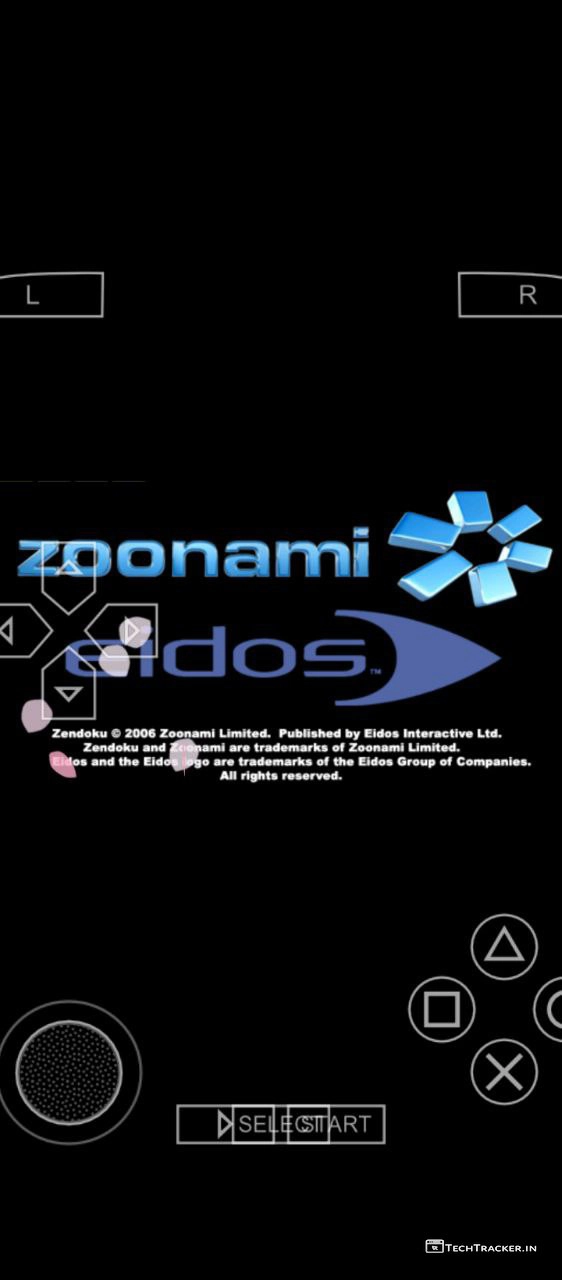 L
R
zoonami
eidos™
Zendoku © 2006 Zoonami Limited. Published by Eidos Interactive Ltd.
Zendoku and Zoonami are trademarks of Zoonami Limited.
Eidos and the Eidos logo are trademarks of the Eidos Group of Companies.
All rights reserved.
SELECT START
TECHTRACKER.IN